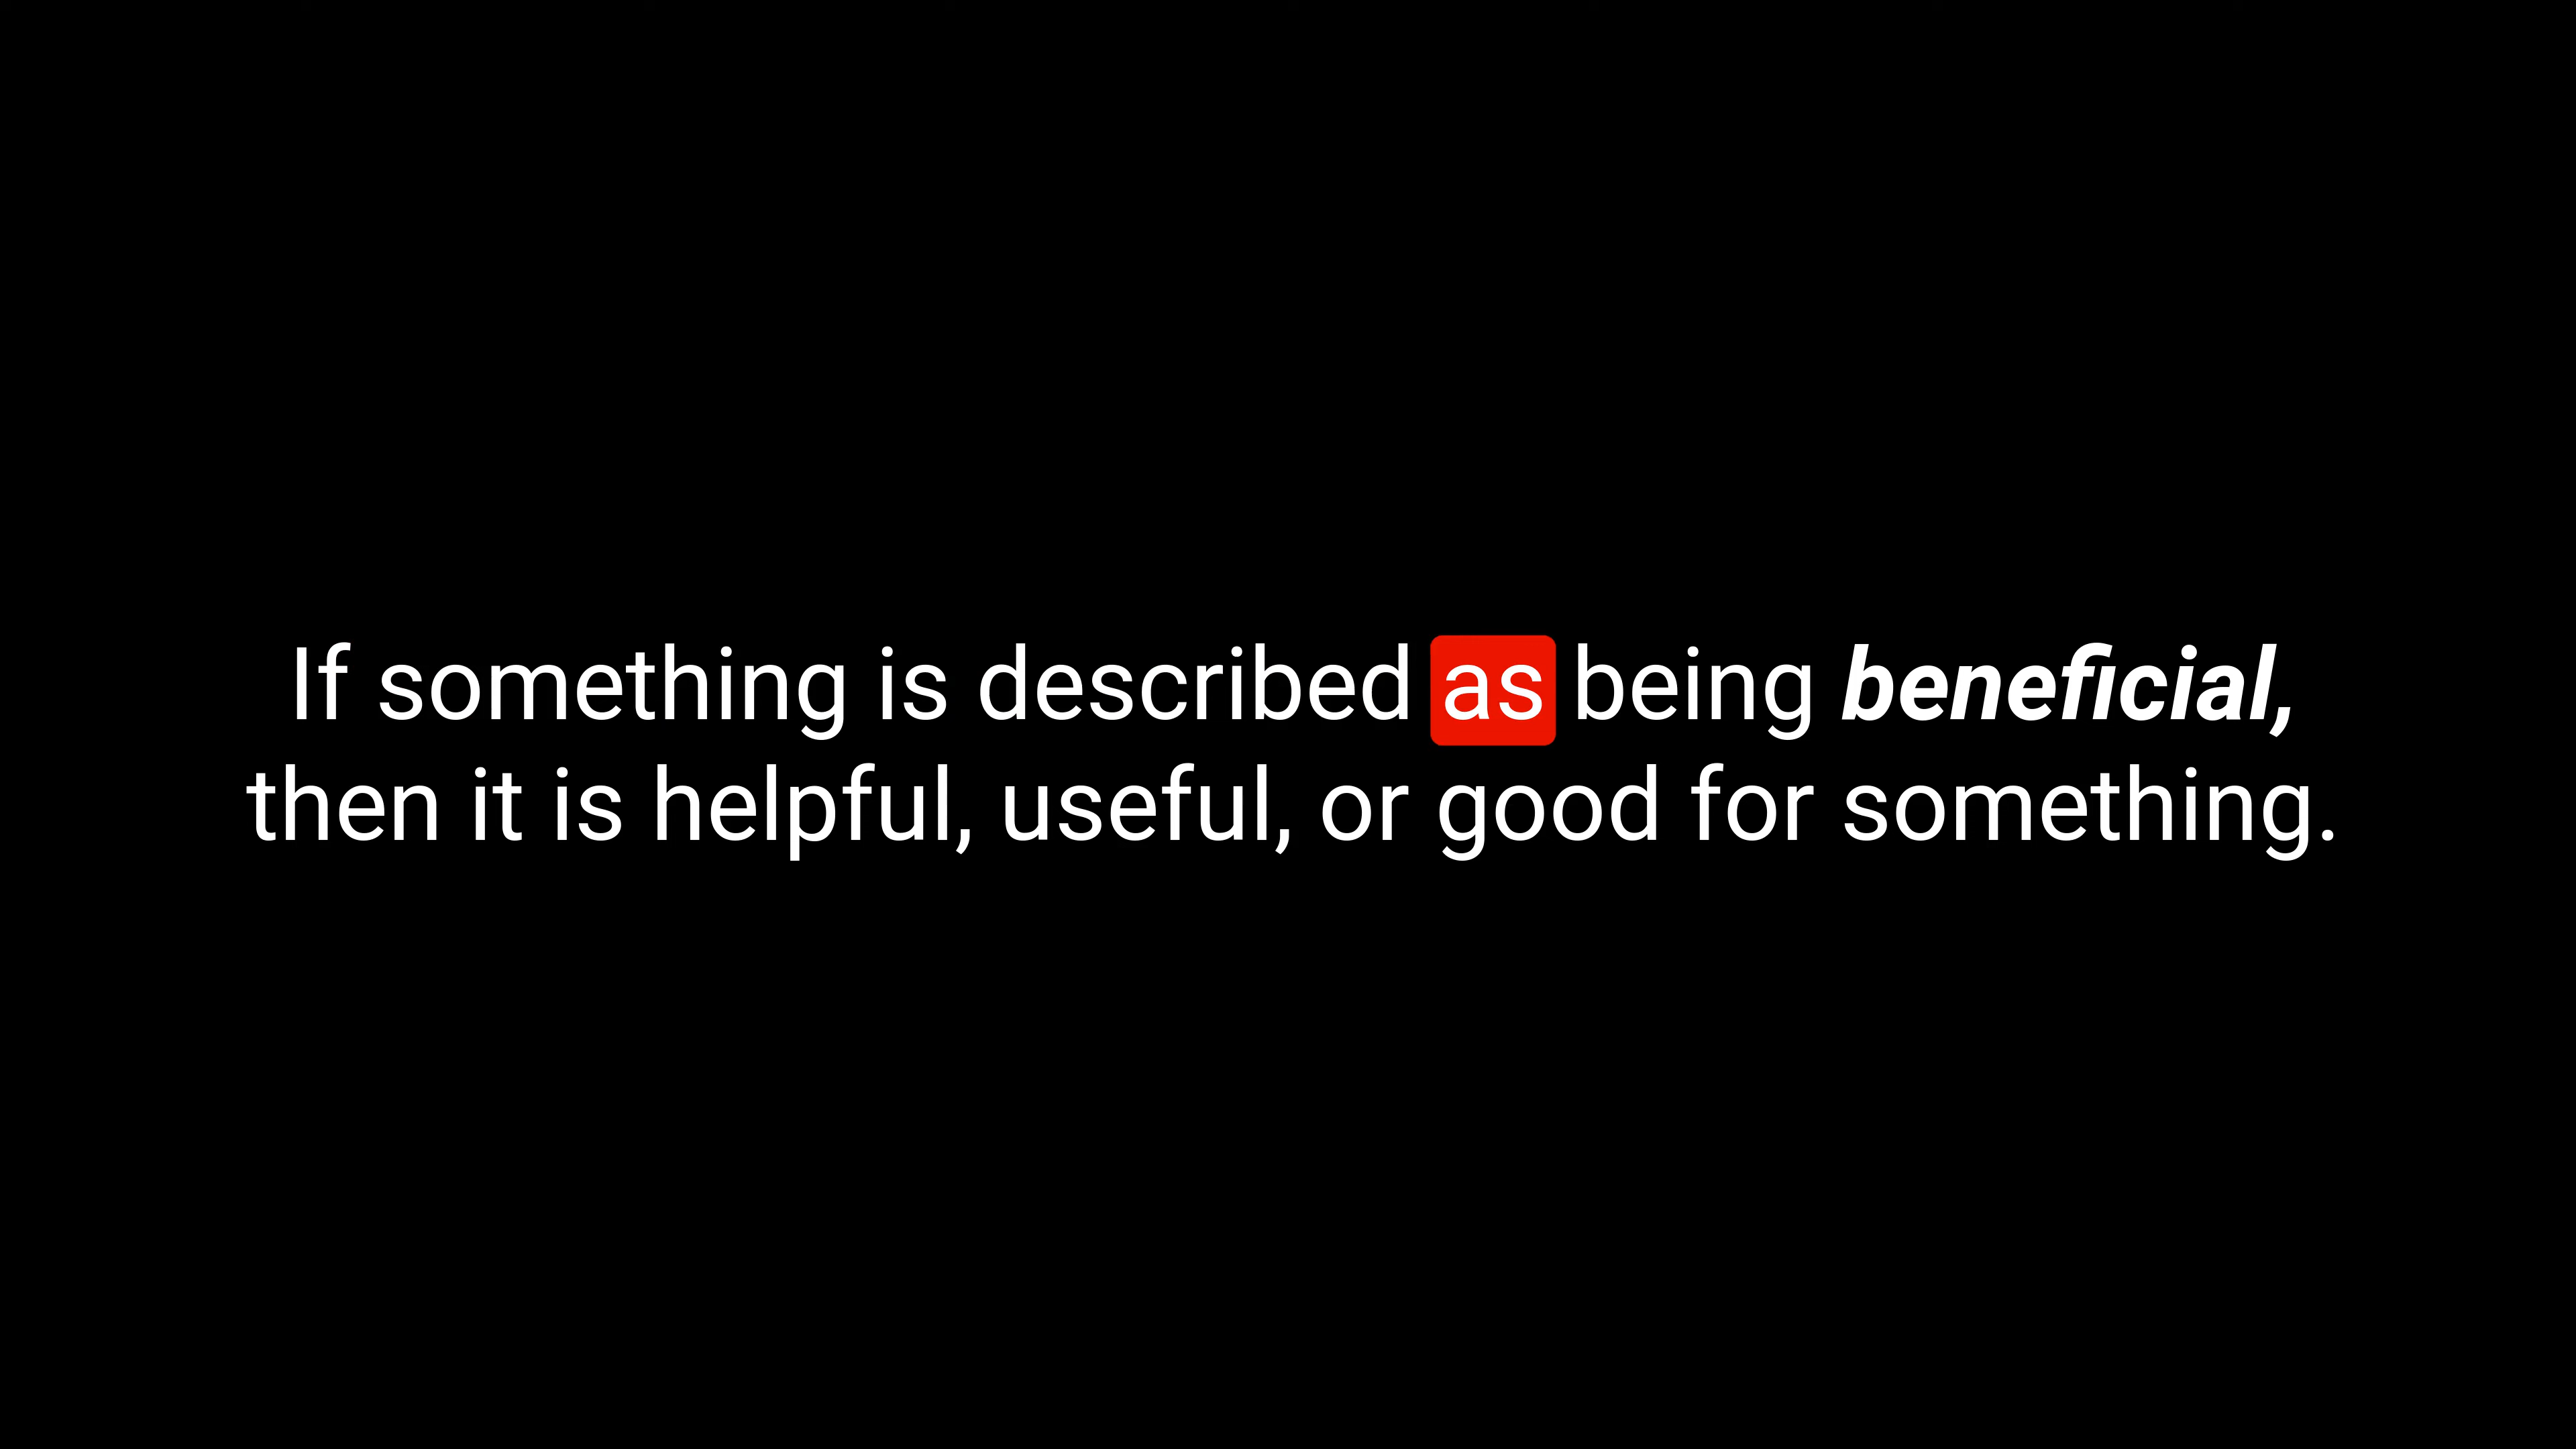 If something is described as being beneficial,
then it is helpful, useful, or good for something.